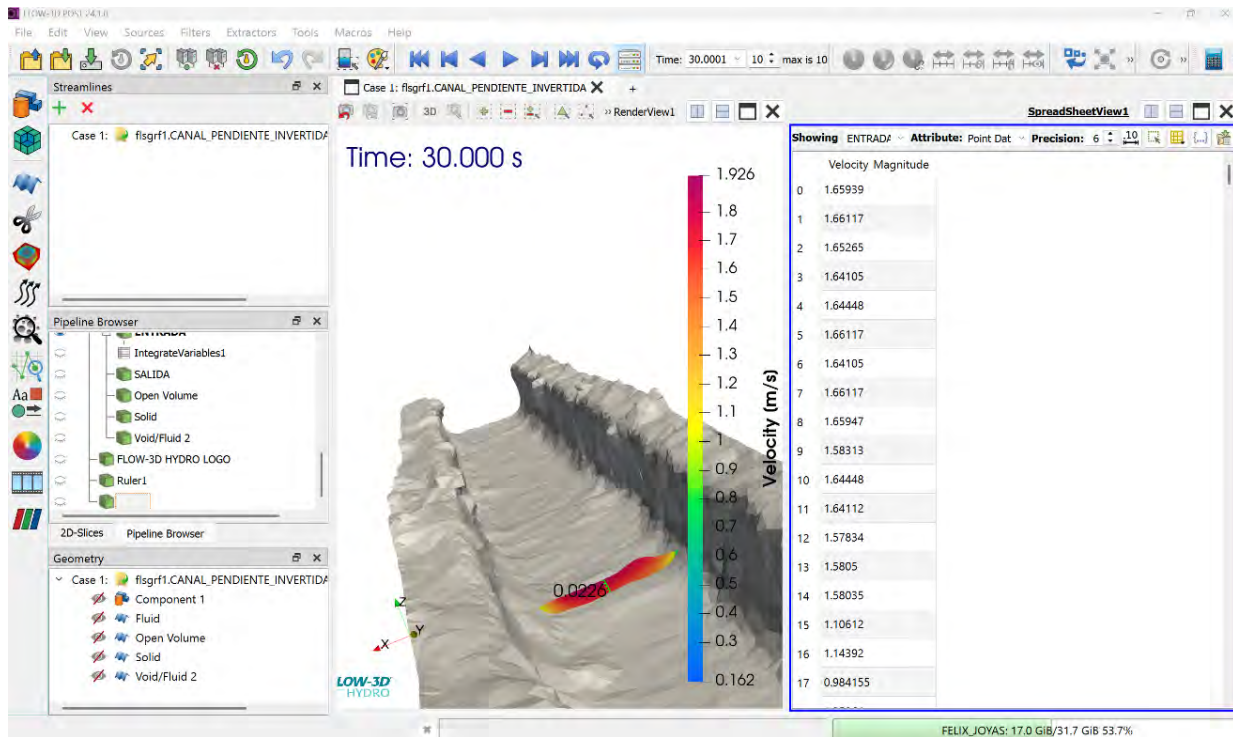 FLOW-3D POST 24.1.0
File Edit View Sources Filters Extractors Tools Macros Help
Time: 30.0001 10 max is 10
Streamlines
Case 1: flsgrf1.CANAL_PENDIENTE_INVERTIDA
Pipeline Browser
ENTRADA
IntegrateVariables1
SALIDA
Open Volume
Solid
Void/Fluid 2
FLOW-3D HYDRO LOGO
Ruler1
2D-Slices Pipeline Browser
Geometry
Case 1: flsgrf1.CANAL_PENDIENTE_INVERTIDA
Component 1
Fluid
Open Volume
Solid
Void/Fluid 2
Case 1: flsgrf1.CANAL_PENDIENTE_INVERTIDA
3D
» RenderView1
Time: 30.000 s
1.926
1.8
1.7
1.6
1.5
1.4
1.3
1.2
1.1
1
0.9
0.8
0.7
0.6
0.5
0.4
0.3
0.162
Velocity (m/s)
0.0226
Z
X
Y
LOW-3D
HYDRO
SpreadSheetView1
Showing ENTRADA Attribute: Point Dat Precision: 6
Velocity Magnitude
0 1.65939
1 1.66117
2 1.65265
3 1.64105
4 1.64448
5 1.66117
6 1.64105
7 1.66117
8 1.65947
9 1.58313
10 1.64448
11 1.64112
12 1.57834
13 1.5805
14 1.58035
15 1.10612
16 1.14392
17 0.984155
FELIX_JOYAS: 17.0 GiB/31.7 GiB 53.7%